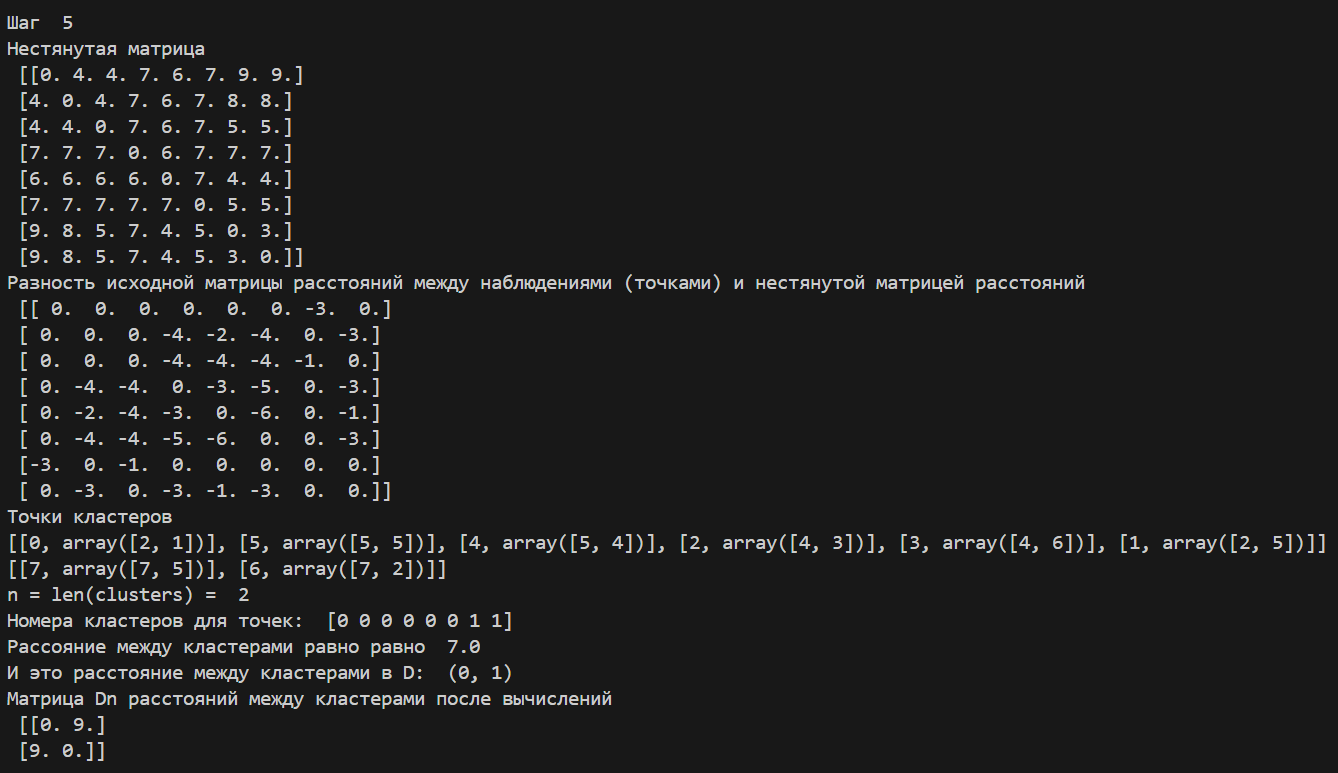 Шаг  5
Нестянутая матрица
 [[0. 4. 4. 7. 6. 7. 9. 9.]
 [4. 0. 4. 7. 6. 7. 8. 8.]
 [4. 4. 0. 7. 6. 7. 5. 5.]
 [7. 7. 7. 0. 6. 7. 7. 7.]
 [6. 6. 6. 6. 0. 7. 4. 4.]
 [7. 7. 7. 7. 7. 0. 5. 5.]
 [9. 8. 5. 7. 4. 5. 0. 3.]
 [9. 8. 5. 7. 4. 5. 3. 0.]]
Разность исходной матрицы расстояний между наблюдениями (точками) и нестянутой матрицей расстояний
 [[ 0.  0.  0.  0.  0.  0. -3.  0.]
 [ 0.  0.  0. -4. -2. -4.  0. -3.]
 [ 0.  0.  0. -4. -4. -4. -1.  0.]
 [ 0. -4. -4.  0. -3. -5.  0. -3.]
 [ 0. -2. -4. -3.  0. -6.  0. -1.]
 [ 0. -4. -4. -5. -6.  0.  0. -3.]
 [-3.  0. -1.  0.  0.  0.  0.  0.]
 [ 0. -3.  0. -3. -1. -3.  0.  0.]]
Точки кластеров
[[0, array([2, 1])], [5, array([5, 5])], [4, array([5, 4])], [2, array([4, 3])], [3, array([4, 6])], [1, array([2, 5])]]
[[7, array([7, 5])], [6, array([7, 2])]]
n = len(clusters) =  2
Номера кластеров для точек:  [0 0 0 0 0 0 1 1]
Рассояние между кластерами равно равно  7.0
И это расстояние между кластерами в D:  (0, 1)
Матрица Dn расстояний между кластерами после вычислений
 [[0. 9.]
 [9. 0.]]